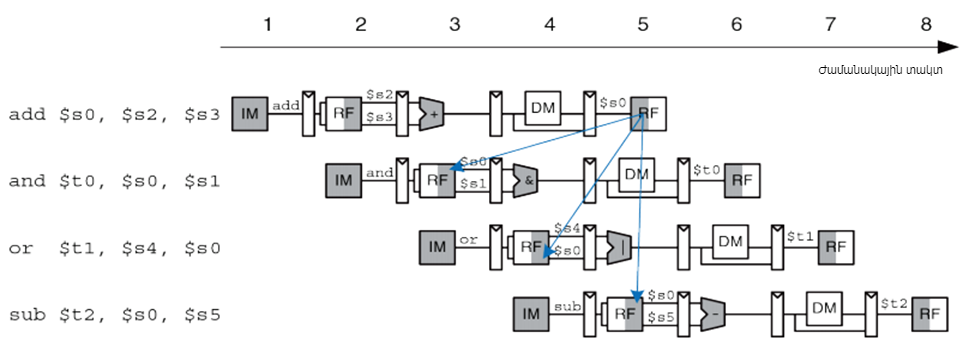 1 2 3 4 5 6 7 8
Ժամանակային տակտ
add $s0, $s2, $s3 IM add RF $s2 $s3 + DM $s0 RF
and $t0, $s0, $s1 IM and RF $s0 $s1 & DM $t0 RF
or $t1, $s4, $s0 IM or RF $s4 $s0 | DM $t1 RF
sub $t2, $s0, $s5 IM sub RF $s0 $s5 - DM $t2 RF